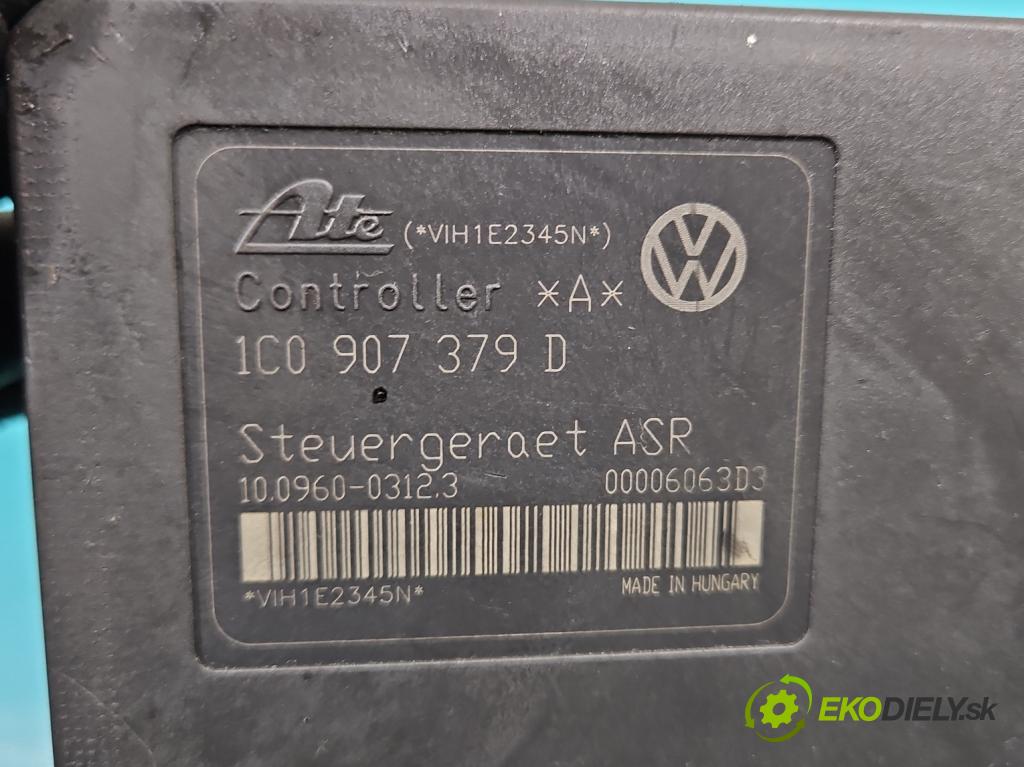 Ate (*VIH1E2345N*)
Controller *A*
1C0 907 379 D
Steuergeraet ASR
10.0960-0312.3 00006063D3
*VIH1E2345N* MADE IN HUNGARY
EKODIELY.sk